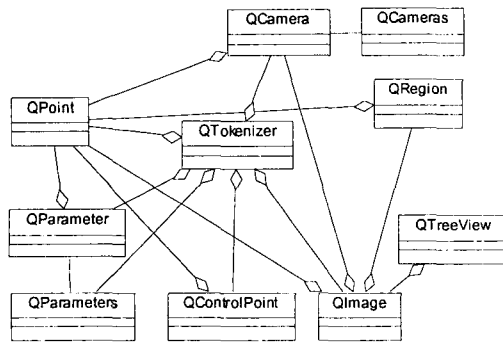 QCamera
QCameras
QPoint
QRegion
QTokenizer
QParameter
QTreeView
QParameters
QControlPoint
QImage